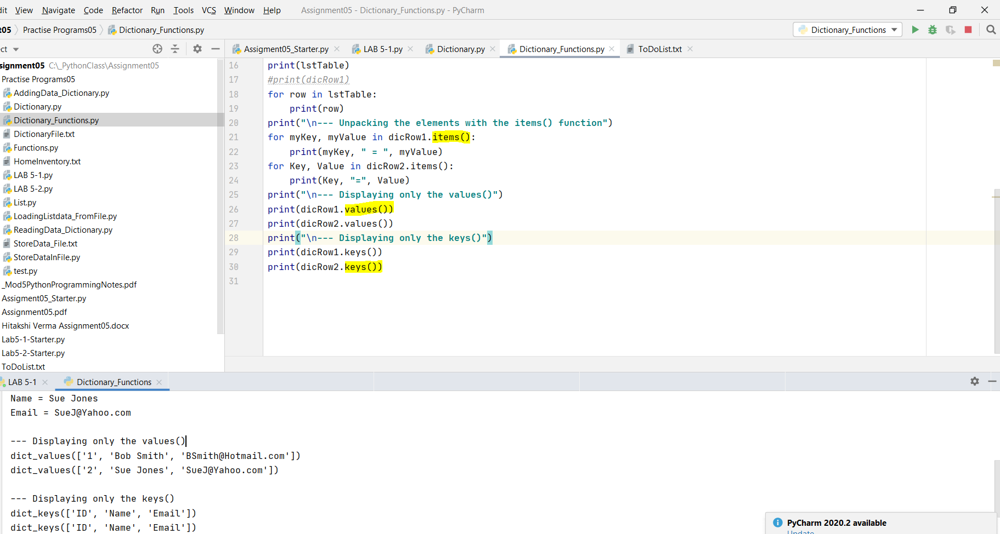 dit View Navigate Code Refactor Run Tools VCS Window Help Assignment05 - Dictionary_Functions.py - PyCharm
t05 Practise Programs05 Dictionary_Functions.py Dictionary_Functions
ct Assigment05_Starter.py LAB 5-1.py Dictionary.py Dictionary_Functions.py ToDoList.txt
signment05 C:\_PythonClass\Assignment05
Practise Programs05
AddingData_Dictionary.py
Dictionary.py
Dictionary_Functions.py
DictionaryFile.txt
Functions.py
HomeInventory.txt
LAB 5-1.py
LAB 5-2.py
List.py
LoadingListdata_FromFile.py
ReadingData_Dictionary.py
StoreData_File.txt
StoreDataInFile.py
test.py
_Mod5PythonProgrammingNotes.pdf
Assigment05_Starter.py
Assignment05.pdf
Hitakshi Verma Assignment05.docx
Lab5-1-Starter.py
Lab5-2-Starter.py
ToDoList.txt
16 print(lstTable)
17 #print(dicRow1)
18 for row in lstTable:
19 print(row)
20 print("\n--- Unpacking the elements with the items() function")
21 for myKey, myValue in dicRow1.items():
22 print(myKey, " = ", myValue)
23 for Key, Value in dicRow2.items():
24 print(Key, "=", Value)
25 print("\n--- Displaying only the values()")
26 print(dicRow1.values())
27 print(dicRow2.values())
28 print("\n--- Displaying only the keys()")
29 print(dicRow1.keys())
30 print(dicRow2.keys())
31
LAB 5-1 Dictionary_Functions
Name = Sue Jones
Email = SueJ@Yahoo.com
--- Displaying only the values()
dict_values(['1', 'Bob Smith', 'BSmith@Hotmail.com'])
dict_values(['2', 'Sue Jones', 'SueJ@Yahoo.com'])
--- Displaying only the keys()
dict_keys(['ID', 'Name', 'Email'])
dict_keys(['ID', 'Name', 'Email'])
PyCharm 2020.2 available
Update